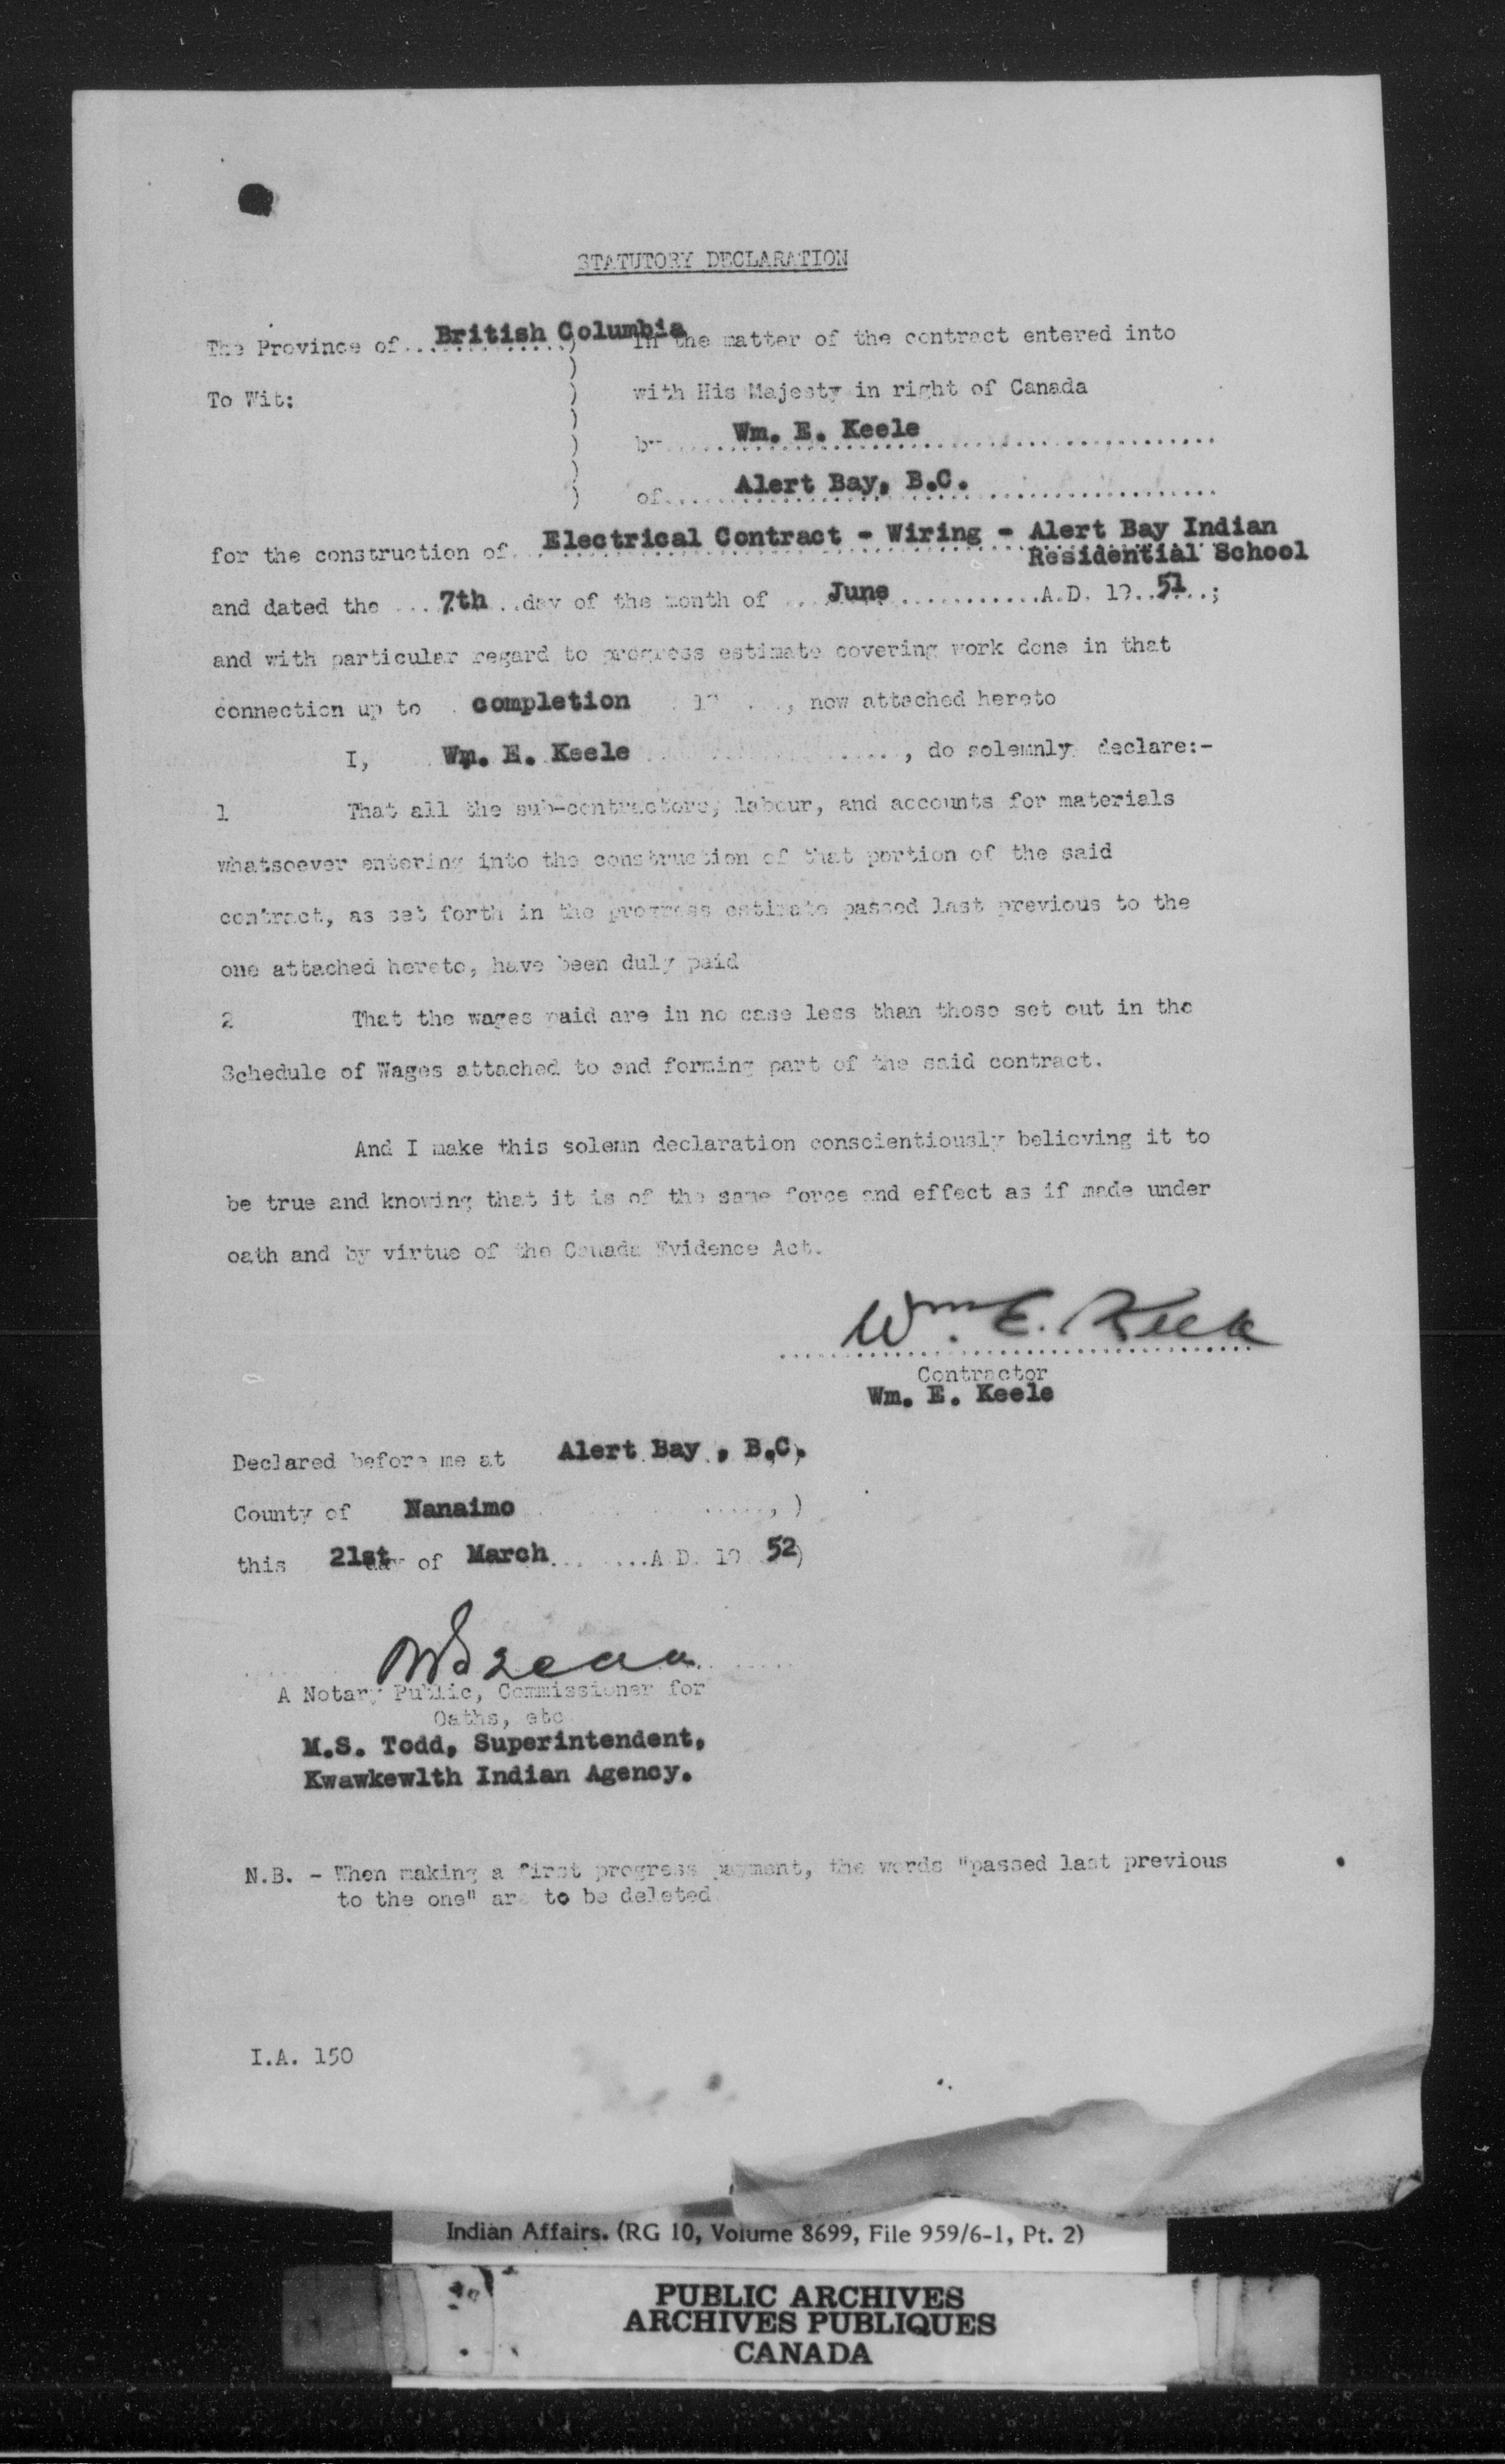 STATUTORY DECLARATION
The Province of....British Columbia) In the matter of the contract entered into
To Wit: ) with His Majesty in right of Canada
) by......Wm. E. Keele..............................
) of......Alert Bay, B.C...........................
for the construction of...Electrical Contract - Wiring - Alert Bay Indian
Residential School
and dated the ...7th..day of the month of ...June............A.D. 19..51..;
and with particular regard to progress estimate covering work done in that
connection up to . completion 19 ..., now attached hereto
I, Wm. E. Keele ......, do solemnly declare:-
1 That all the sub-contractors, labour, and accounts for materials
whatsoever entering into the construction of that portion of the said
contract, as set forth in the progress estimate passed last previous to the
one attached hereto, have been duly paid
2 That the wages paid are in no case less than those set out in the
Schedule of Wages attached to and forming part of the said contract.
And I make this solemn declaration conscientiously believing it to
be true and knowing that it is of the same force and effect as if made under
oath and by virtue of the Canada Evidence Act.
Wm. E. Keele
Contractor
Wm. E. Keele
Declared before me at Alert Bay , B.C.
County of Nanaimo ....., )
this 21st day of March.......A.D. 19 52)
A Notary Public, Commissioner for
Oaths, etc
M.S. Todd, Superintendent,
Kwawkewlth Indian Agency.
N.B. - When making a first progress payment, the words "passed last previous
to the one" are to be deleted
I.A. 150
Indian Affairs. (RG 10, Volume 8699, File 959/6-1, Pt. 2)
PUBLIC ARCHIVES
ARCHIVES PUBLIQUES
CANADA